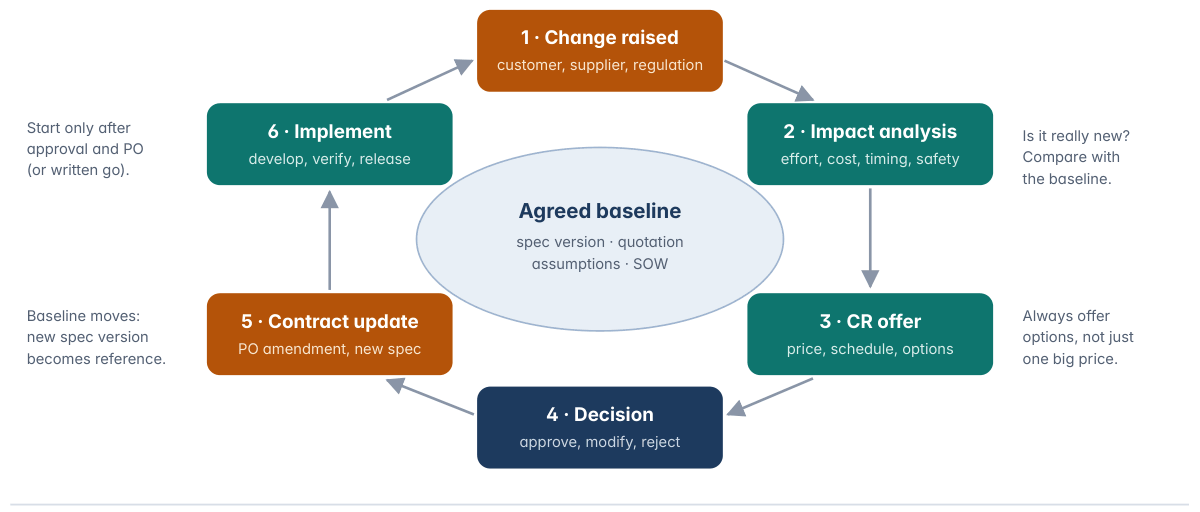 1 · Change raised
customer, supplier, regulation
6 · Implement
develop, verify, release
2 · Impact analysis
effort, cost, timing, safety
Start only after
approval and PO
(or written go).
Is it really new?
Compare with
the baseline.
Agreed baseline
spec version · quotation
assumptions · SOW
Baseline moves:
new spec version
becomes reference.
5 · Contract update
PO amendment, new spec
3 · CR offer
price, schedule, options
Always offer
options, not just
one big price.
4 · Decision
approve, modify, reject